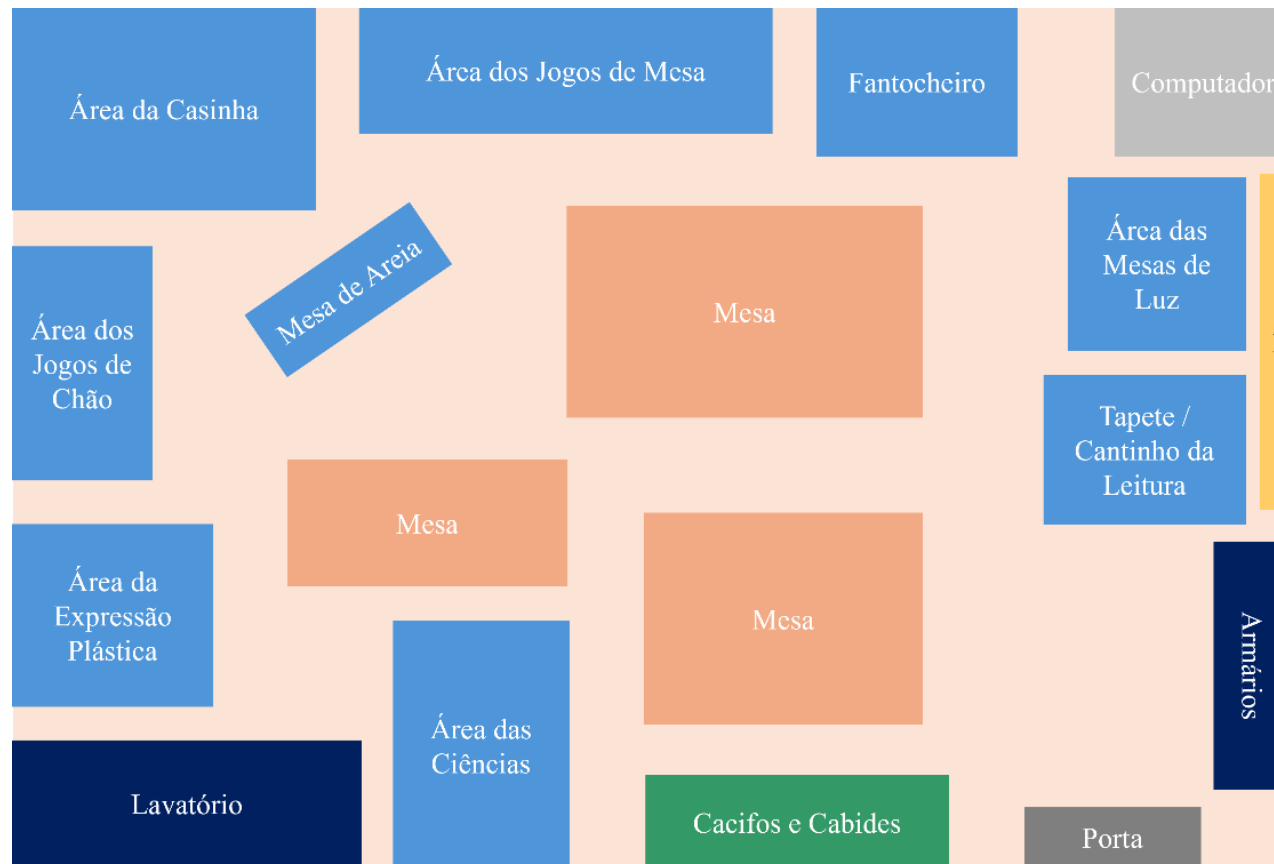 Área da Casinha
Área dos Jogos de Mesa
Fantocheiro
Computador
Mesa de Areia
Mesa
Área das
Mesas de
Luz
Área dos
Jogos de
Chão
Tapete /
Cantinho da
Leitura
Mesa
Mesa
Área da
Expressão
Plástica
Armários
Área das
Ciências
Lavatório
Cacifos e Cabides
Porta